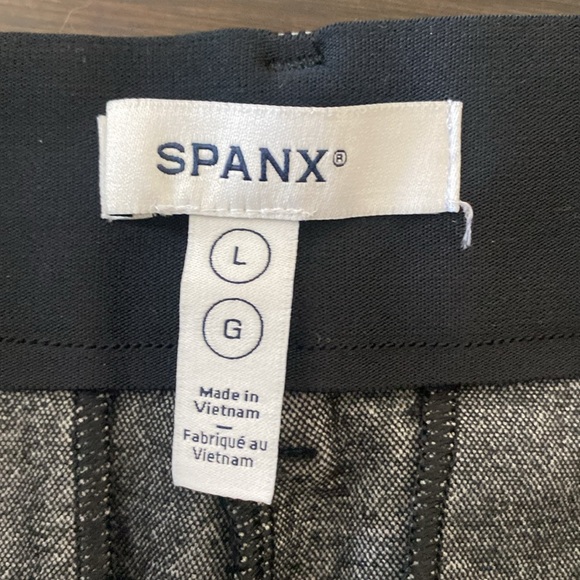 SPANX®
L
G
Made in
Vietnam
—
Fabriqué au
Vietnam